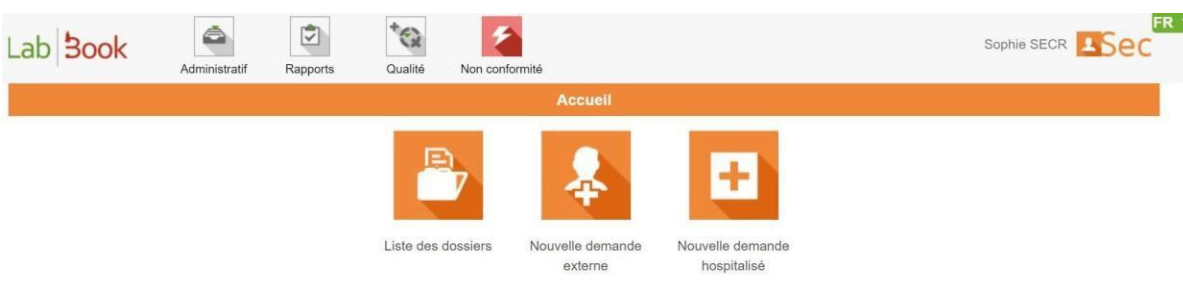 FR
Lab Book
Administratif
Rapports
Qualité
Non conformité
Sophie SECR
Sec
Accueil
Liste des dossiers
Nouvelle demande
externe
Nouvelle demande
hospitalisé